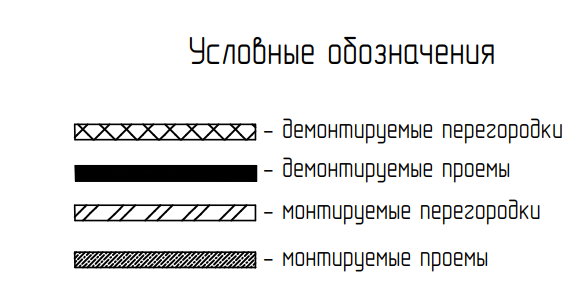 Условные обозначения
- демонтируемые перегородки
- демонтируемые проемы
- монтируемые перегородки
- монтируемые проемы